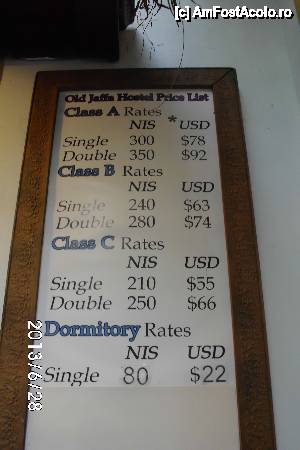 (c) AmFostAcolo.ro
Old Jaffa Hostel Price List
Class A Rates
NIS * USD
Single 300 $78
Double 350 $92
Class B Rates
NIS USD
Single 240 $63
Double 280 $74
Class C Rates
NIS USD
Single 210 $55
Double 250 $66
Dormitory Rates
NIS USD
Single 80 $22
2013/6/28